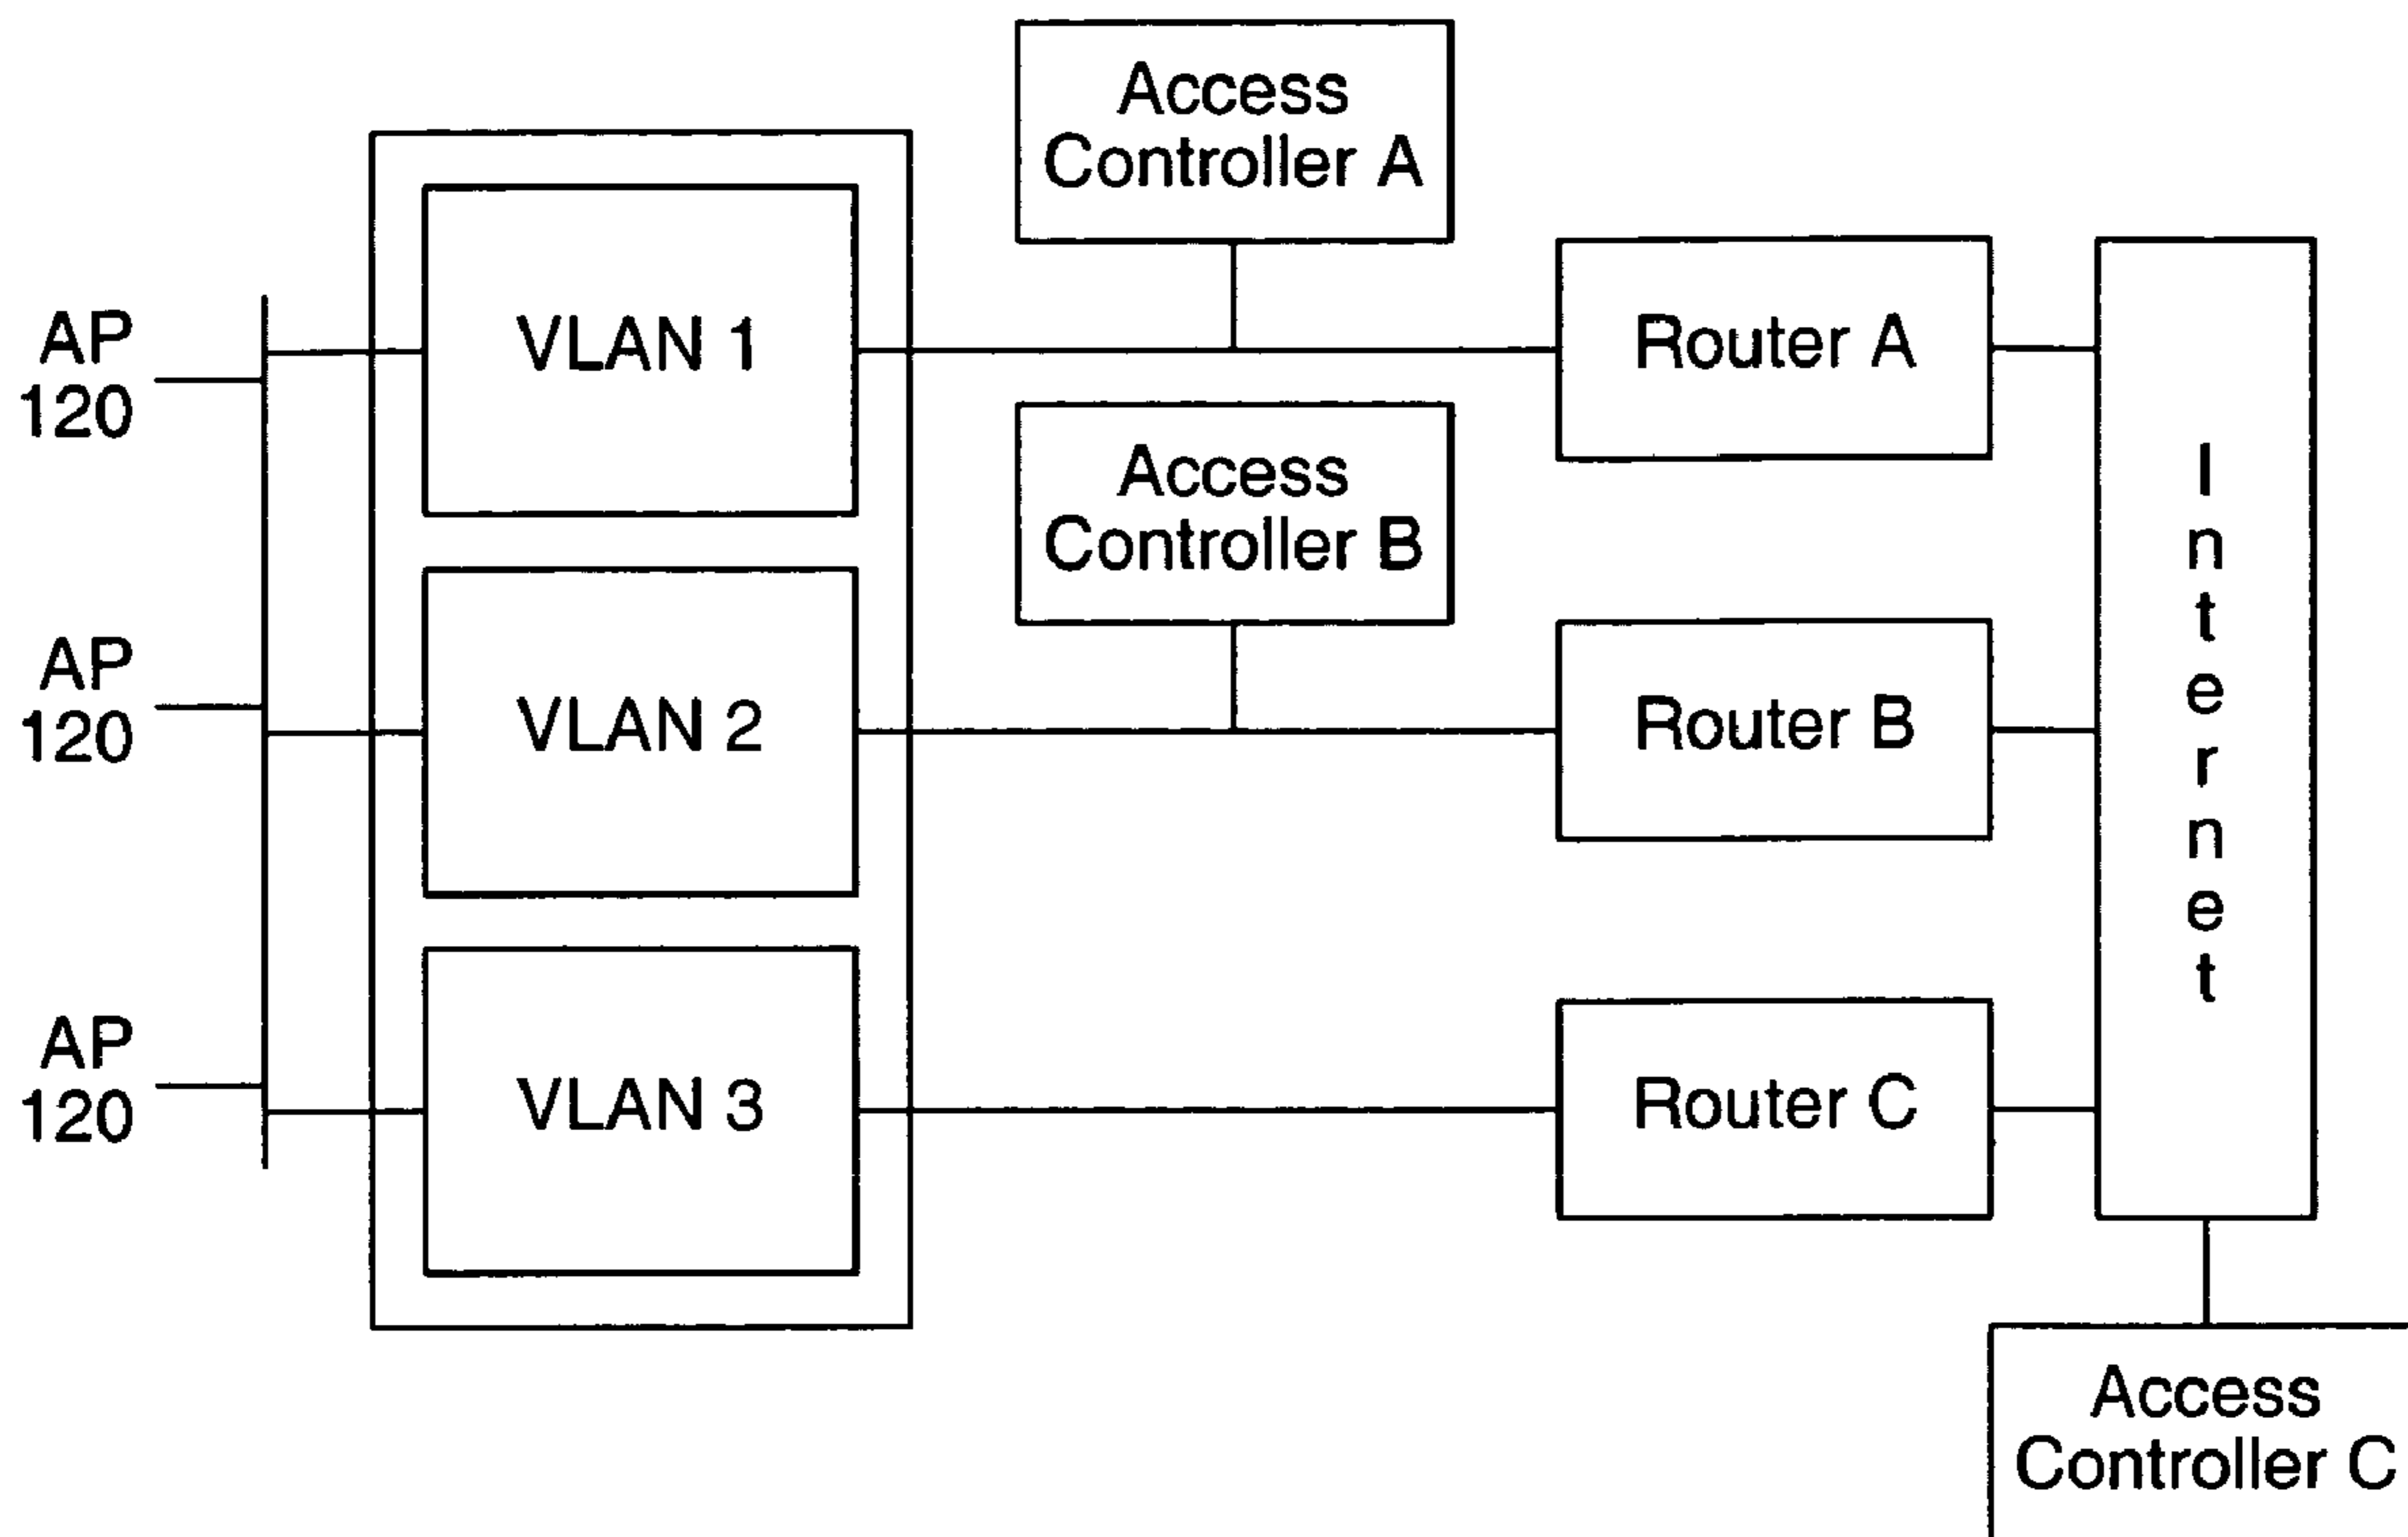 Access
Controller A
AP
120
VLAN 1
Router A
Access
Controller B
AP
120
VLAN 2
Router B
Internet
AP
120
VLAN 3
Router C
Access
Controller C